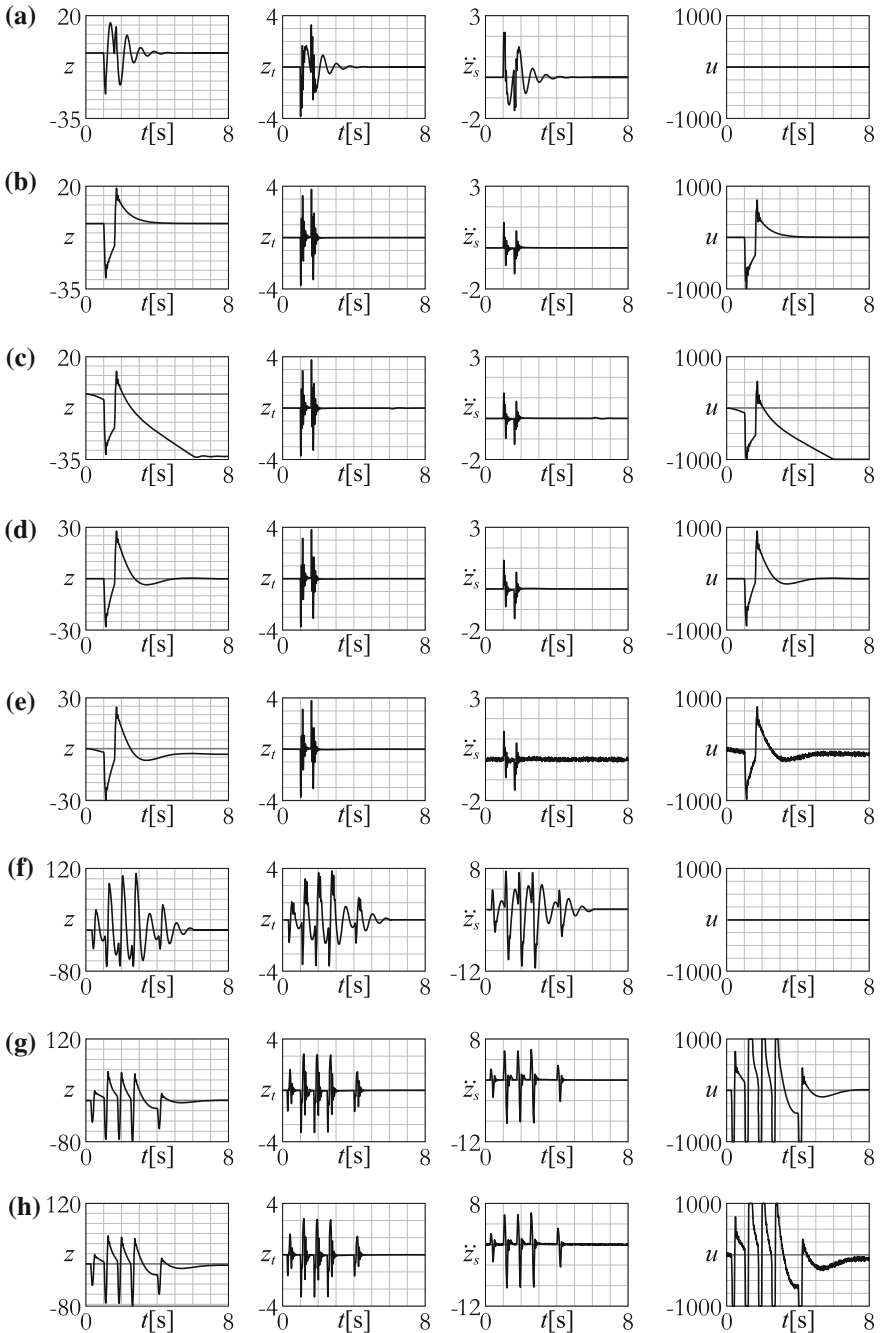 (a) 20 4 3 1000
z z_t z̈_s u
-35 -4 -2 -1000
0 t[s] 8 0 t[s] 8 0 t[s] 8 0 t[s] 8
(b) 20 4 3 1000
z z_t z̈_s u
-35 -4 -2 -1000
0 t[s] 8 0 t[s] 8 0 t[s] 8 0 t[s] 8
(c) 20 4 3 1000
z z_t z̈_s u
-35 -4 -2 -1000
0 t[s] 8 0 t[s] 8 0 t[s] 8 0 t[s] 8
(d) 30 4 3 1000
z z_t z̈_s u
-30 -4 -2 -1000
0 t[s] 8 0 t[s] 8 0 t[s] 8 0 t[s] 8
(e) 30 4 3 1000
z z_t z̈_s u
-30 -4 -2 -1000
0 t[s] 8 0 t[s] 8 0 t[s] 8 0 t[s] 8
(f) 120 4 8 1000
z z_t z̈_s u
-80 -4 -12 -1000
0 t[s] 8 0 t[s] 8 0 t[s] 8 0 t[s] 8
(g) 120 4 8 1000
z z_t z̈_s u
-80 -4 -12 -1000
0 t[s] 8 0 t[s] 8 0 t[s] 8 0 t[s] 8
(h) 120 4 8 1000
z z_t z̈_s u
-80 -4 -12 -1000
0 t[s] 8 0 t[s] 8 0 t[s] 8 0 t[s] 8